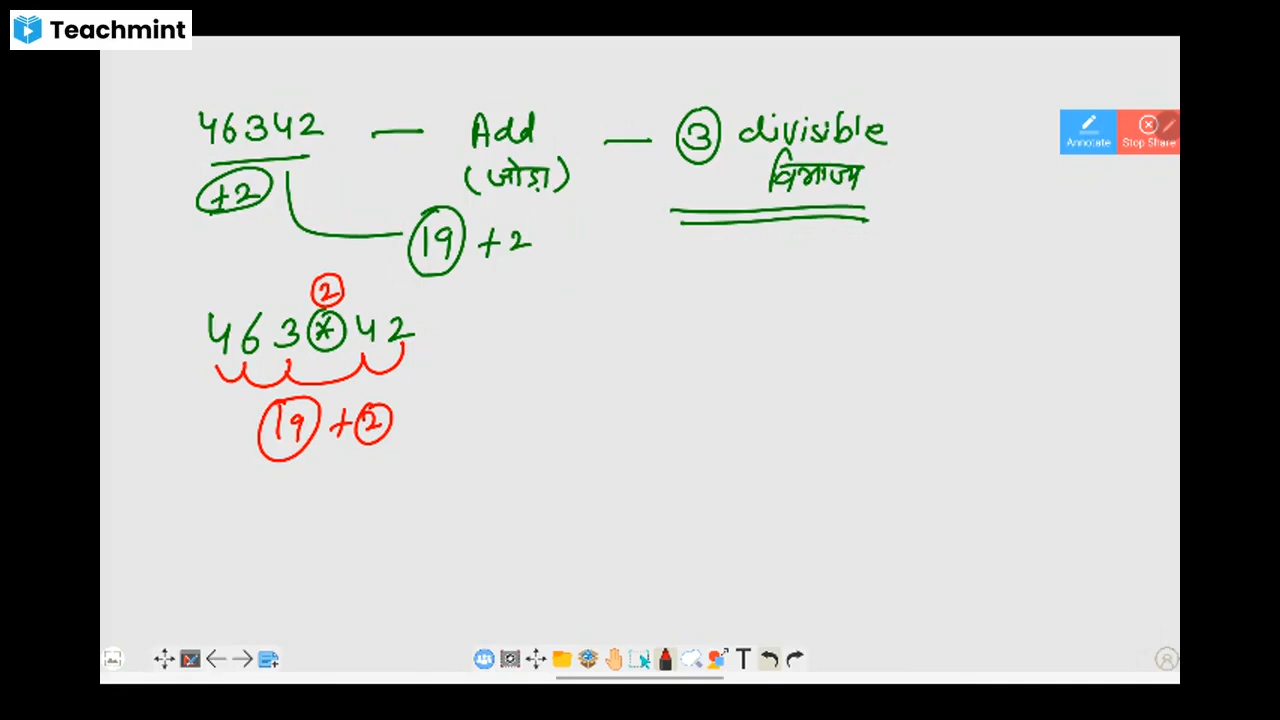 Teachmint
46342 — Add — 3 divisible
(जोड़ा) विभाज्य
+2
19 + 2
2
463*42
19 + 2
Annotate
Stop Share
T